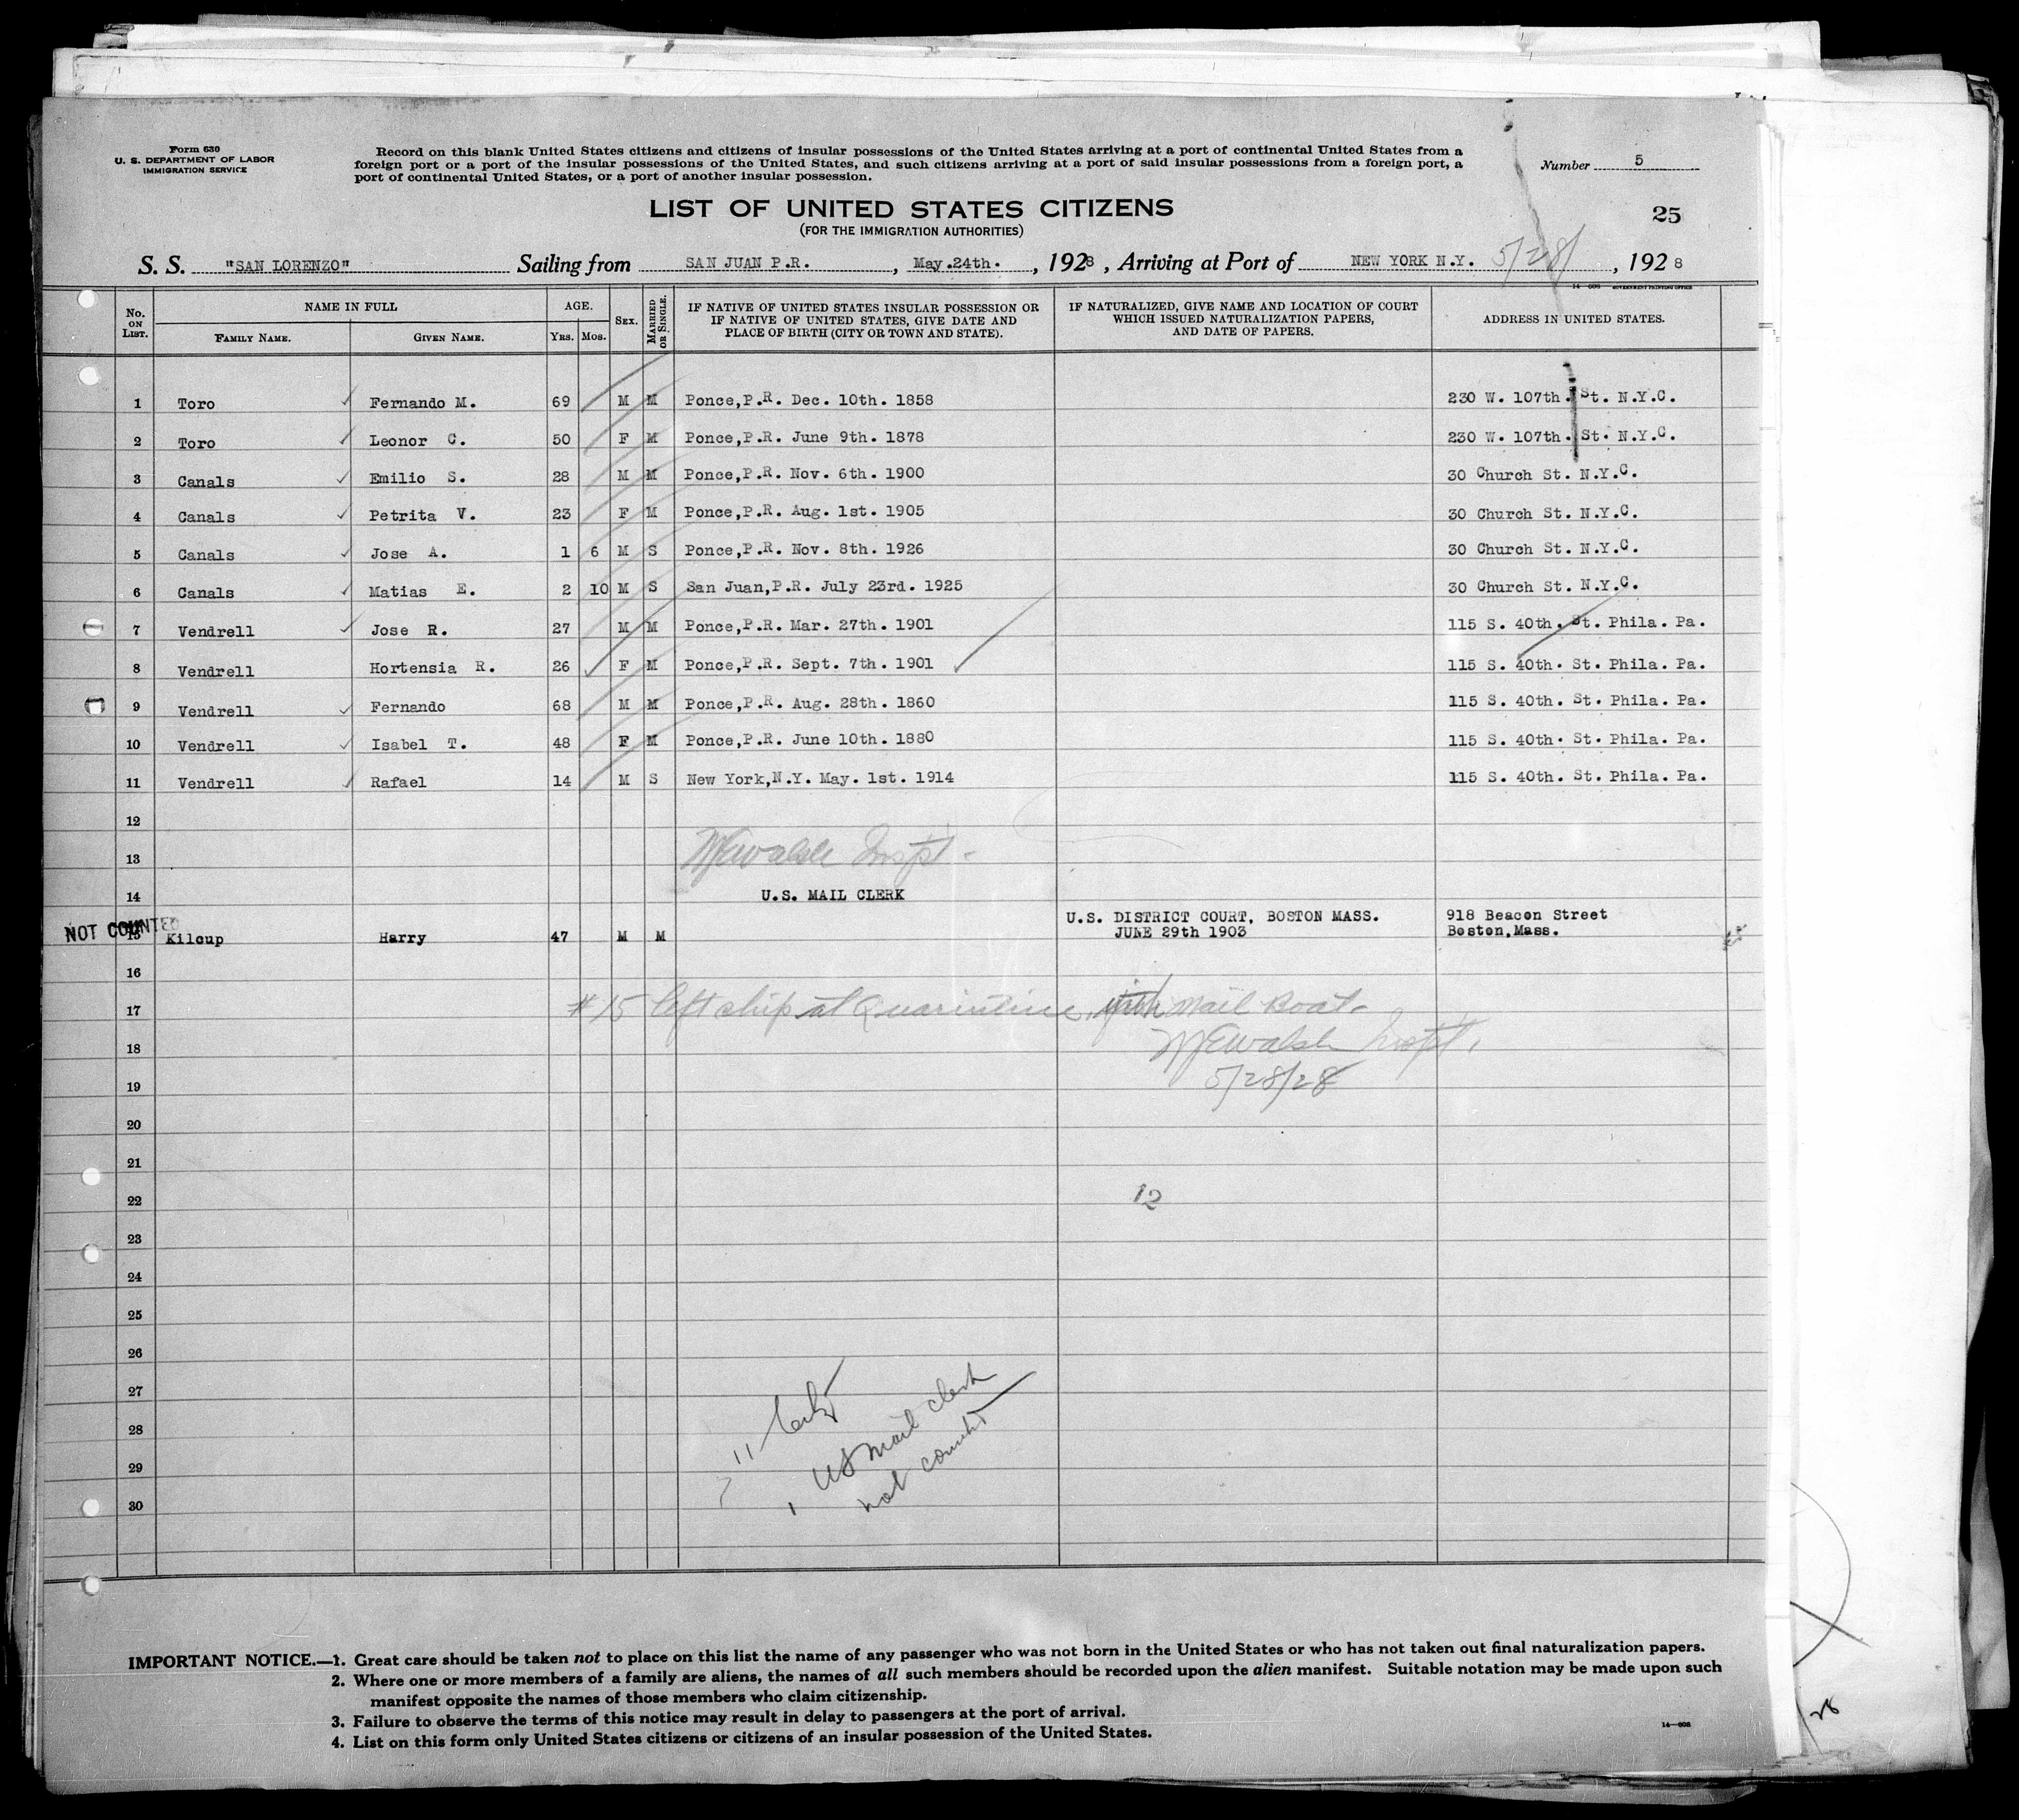 Form 630
U. S. DEPARTMENT OF LABOR
IMMIGRATION SERVICE
Record on this blank United States citizens and citizens of insular possessions of the United States arriving at a port of continental United States from a
foreign port or a port of the insular possessions of the United States, and such citizens arriving at a port of said insular possessions from a foreign port, a
port of continental United States, or a port of another insular possession.
Number 5
LIST OF UNITED STATES CITIZENS
(FOR THE IMMIGRATION AUTHORITIES)
25
S. S. "SAN LORENZO" Sailing from SAN JUAN P.R. , May.24th. , 1928 , Arriving at Port of NEW YORK N.Y. 5/28/ , 1928
14—608 GOVERNMENT PRINTING OFFICE
No. ON LIST. NAME IN FULL AGE. SEX. MARRIED OR SINGLE. IF NATIVE OF UNITED STATES INSULAR POSSESSION OR IF NATIVE OF UNITED STATES, GIVE DATE AND PLACE OF BIRTH (CITY OR TOWN AND STATE). IF NATURALIZED, GIVE NAME AND LOCATION OF COURT WHICH ISSUED NATURALIZATION PAPERS, AND DATE OF PAPERS. ADDRESS IN UNITED STATES.
FAMILY NAME. GIVEN NAME. YRS. MOS.
1 Toro Fernando M. 69 M M Ponce,P.R. Dec. 10th. 1858 230 W. 107th. St. N.Y.C.
2 Toro Leonor C. 50 F M Ponce,P.R. June 9th. 1878 230 W. 107th. St. N.Y.C.
3 Canals Emilio S. 28 M M Ponce,P.R. Nov. 6th. 1900 30 Church St. N.Y.C.
4 Canals Petrita V. 23 F M Ponce,P.R. Aug. 1st. 1905 30 Church St. N.Y.C.
5 Canals Jose A. 1 6 M S Ponce,P.R. Nov. 8th. 1926 30 Church St. N.Y.C.
6 Canals Matias E. 2 10 M S San Juan,P.R. July 23rd. 1925 30 Church St. N.Y.C.
7 Vendrell Jose R. 27 M M Ponce,P.R. Mar. 27th. 1901 115 S. 40th. St. Phila. Pa.
8 Vendrell Hortensia R. 26 F M Ponce,P.R. Sept. 7th. 1901 115 S. 40th. St. Phila. Pa.
9 Vendrell Fernando 68 M M Ponce,P.R. Aug. 28th. 1860 115 S. 40th. St. Phila. Pa.
10 Vendrell Isabel T. 48 F M Ponce,P.R. June 10th. 1880 115 S. 40th. St. Phila. Pa.
11 Vendrell Rafael 14 M S New York,N.Y. May. 1st. 1914 115 S. 40th. St. Phila. Pa.
12
13 WEWalsh Inspt-
14 U.S. MAIL CLERK
U.S. DISTRICT COURT, BOSTON MASS. 918 Beacon Street
NOT COUNTED
15 Kilcup Harry 47 M M JUNE 29th 1903 Boston,Mass.
16
17 #15 left ship at Quarintine, with Mail Boat-
18 WEWalsh Inspt.
19 5/28/28
20
21
22 12
23
24
25
26
27
28 11
29 1 US Mail clerk
30 not counted
IMPORTANT NOTICE.—1. Great care should be taken not to place on this list the name of any passenger who was not born in the United States or who has not taken out final naturalization papers.
2. Where one or more members of a family are aliens, the names of all such members should be recorded upon the alien manifest. Suitable notation may be made upon such
manifest opposite the names of those members who claim citizenship.
3. Failure to observe the terms of this notice may result in delay to passengers at the port of arrival.
4. List on this form only United States citizens or citizens of an insular possession of the United States.
14—608
/28